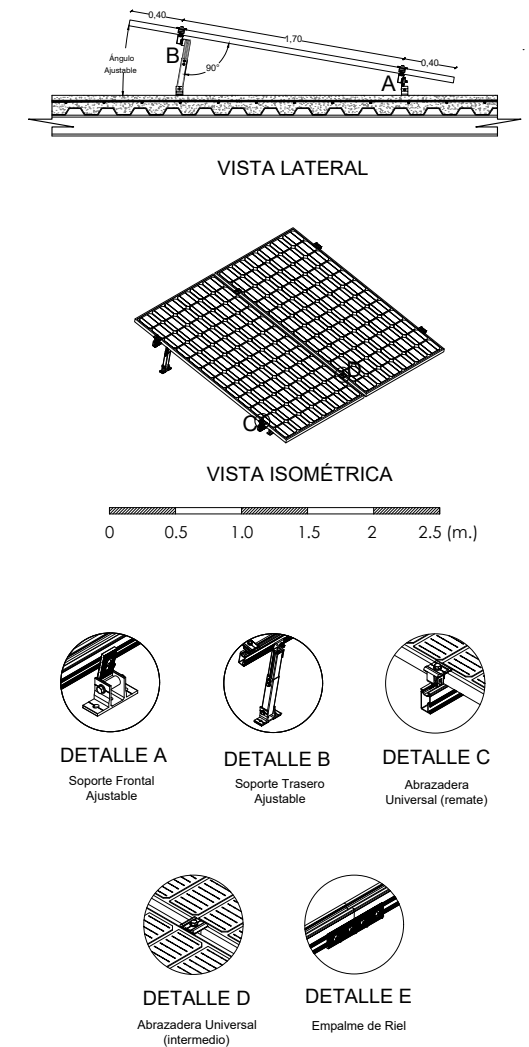 0,40
1,70
0,40
B
90°
A
Ángulo
Ajustable
VISTA LATERAL
D
C
VISTA ISOMÉTRICA
0 0.5 1.0 1.5 2 2.5 (m.)
DETALLE A
Soporte Frontal
Ajustable
DETALLE B
Soporte Trasero
Ajustable
DETALLE C
Abrazadera
Universal (remate)
DETALLE D
Abrazadera Universal
(intermedio)
DETALLE E
Empalme de Riel